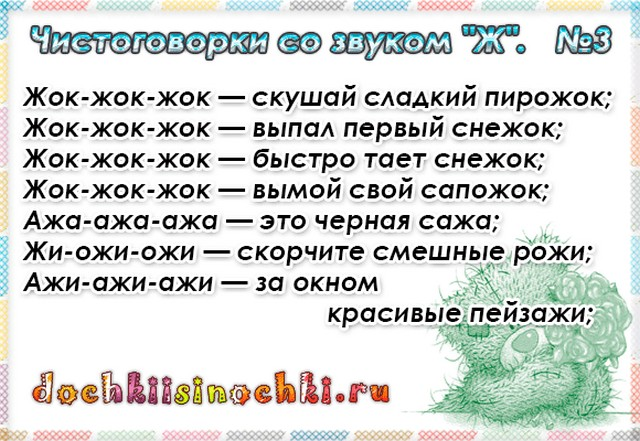 Чистоговорки со звуком "Ж". №3
Жок-жок-жок — скушай сладкий пирожок;
Жок-жок-жок — выпал первый снежок;
Жок-жок-жок — быстро тает снежок;
Жок-жок-жок — вымой свой сапожок;
Ажа-ажа-ажа — это черная сажа;
Жи-ожи-ожи — скорчите смешные рожи;
Ажи-ажи-ажи — за окном
красивые пейзажи;
dochkiisinochki.ru